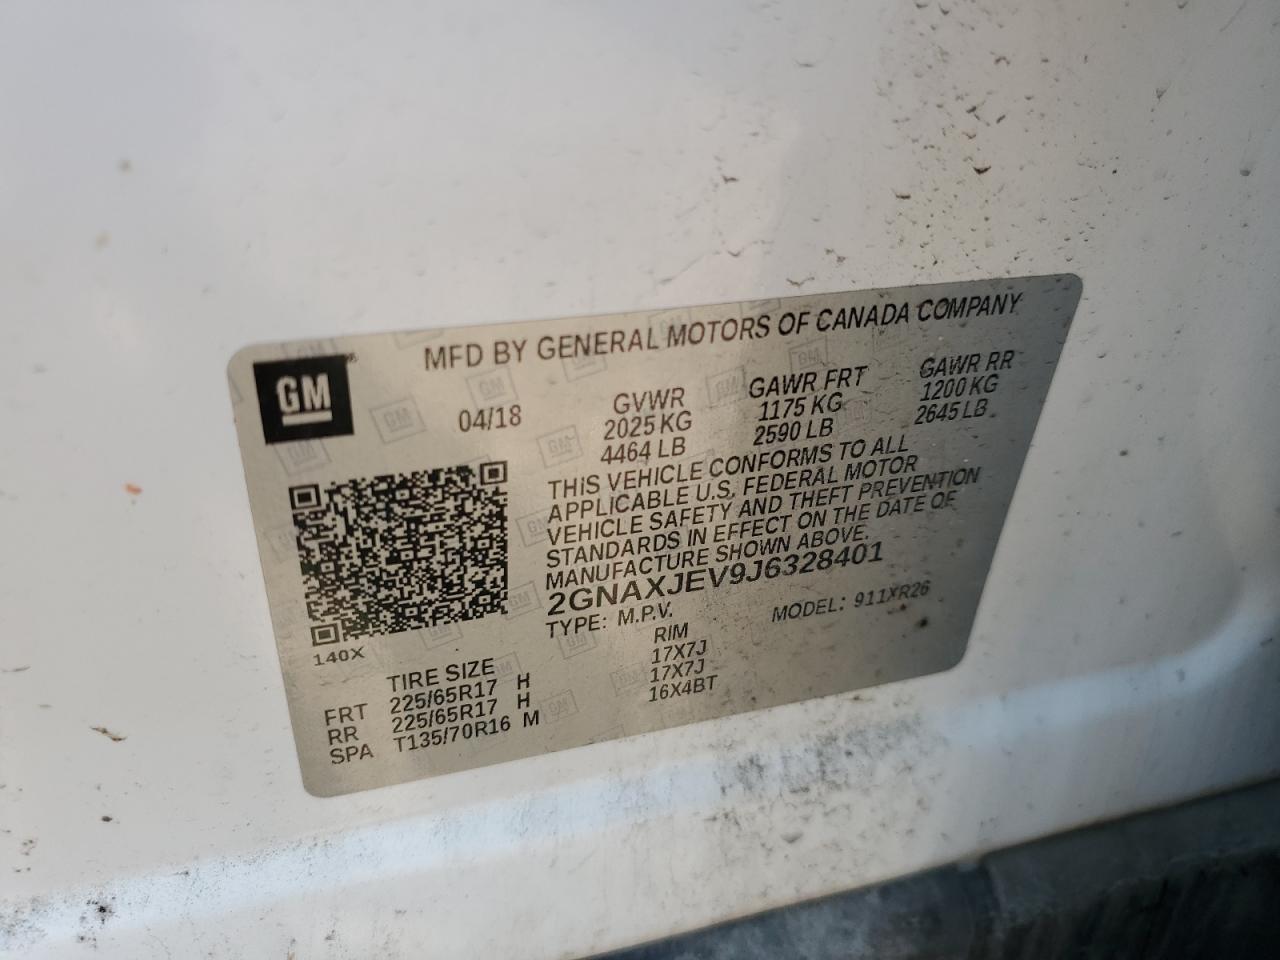 MFD BY GENERAL MOTORS OF CANADA COMPANY
GM
04/18
GVWR GAWR FRT GAWR RR
2025 KG 1175 KG 1200 KG
4464 LB 2590 LB 2645 LB
THIS VEHICLE CONFORMS TO ALL
APPLICABLE U.S. FEDERAL MOTOR
VEHICLE SAFETY AND THEFT PREVENTION
STANDARDS IN EFFECT ON THE DATE OF
MANUFACTURE SHOWN ABOVE.
2GNAXJEV9J6328401
TYPE: M.P.V. MODEL: 911XR26
140X
TIRE SIZE RIM
FRT 225/65R17 H 17X7J
RR 225/65R17 H 17X7J
SPA T135/70R16 M 16X4BT